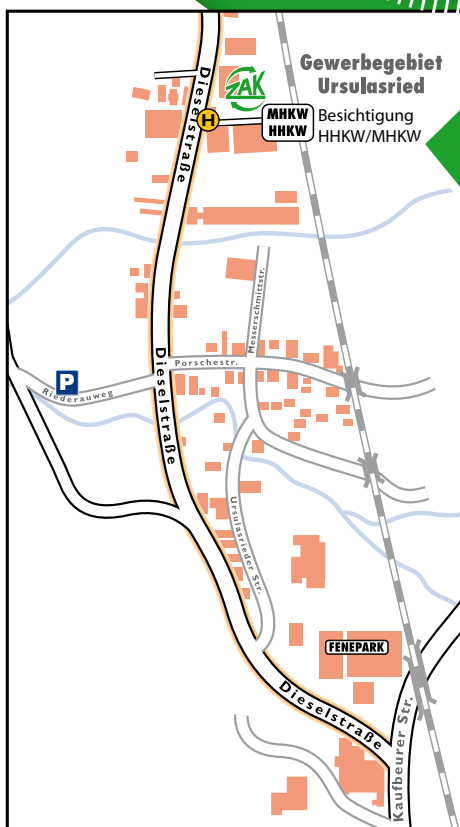 Gewerbegebiet
Ursulasried
ZAK
Dieselstraße
H
MHKW
HHKW
Besichtigung
HHKW/MHKW
Messerschmittstr.
Porschestr.
P
Riederauweg
Dieselstraße
Ursulasrieder Str.
FENEPARK
Dieselstraße
Kaufbeurer Str.